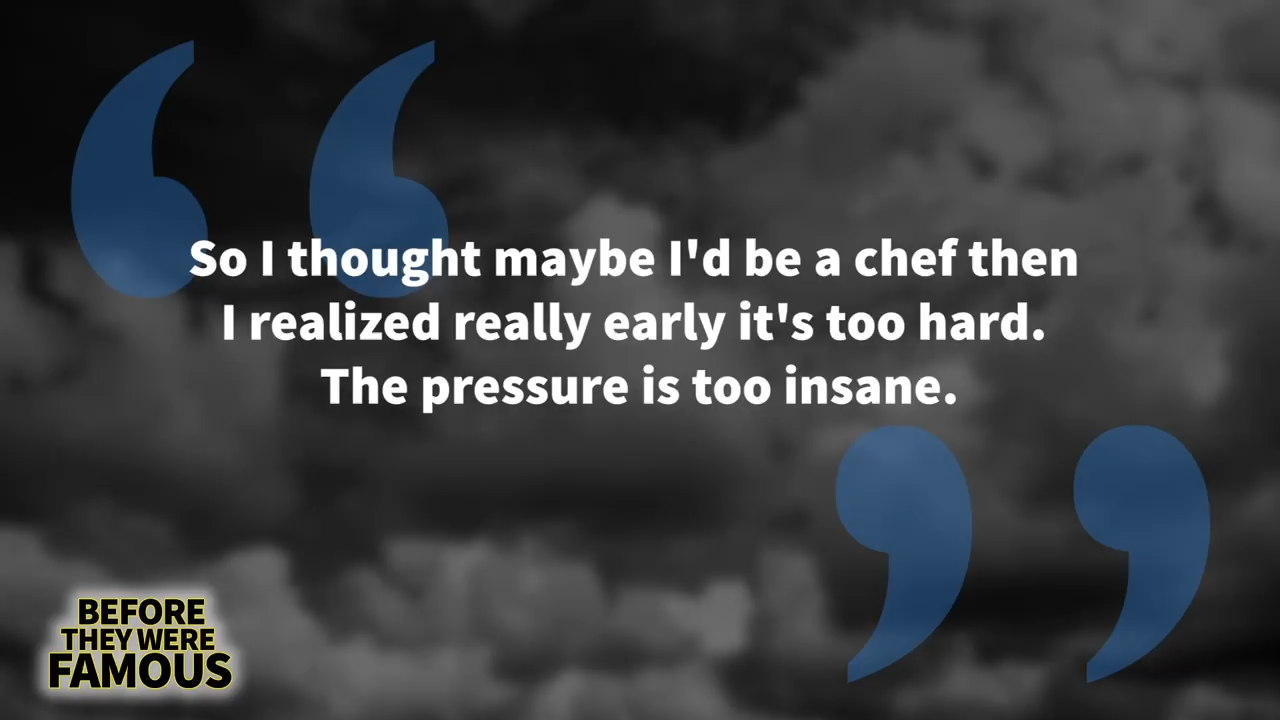 So I thought maybe I'd be a chef then
I realized really early it's too hard.
The pressure is too insane.
BEFORE
THEY WERE
FAMOUS